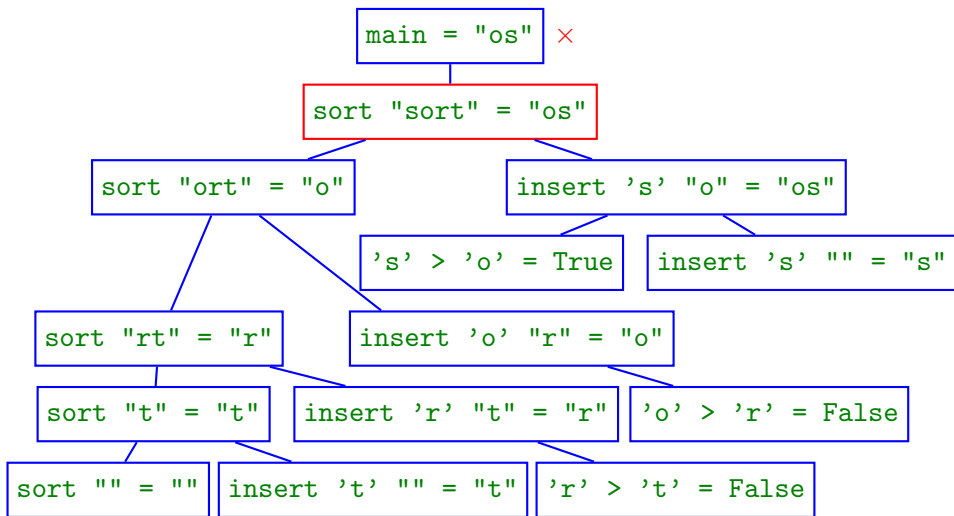 main = "os" ×
sort "sort" = "os"
sort "ort" = "o"
insert 's' "o" = "os"
's' > 'o' = True
insert 's' "" = "s"
sort "rt" = "r"
insert 'o' "r" = "o"
sort "t" = "t"
insert 'r' "t" = "r"
'o' > 'r' = False
sort "" = ""
insert 't' "" = "t"
'r' > 't' = False